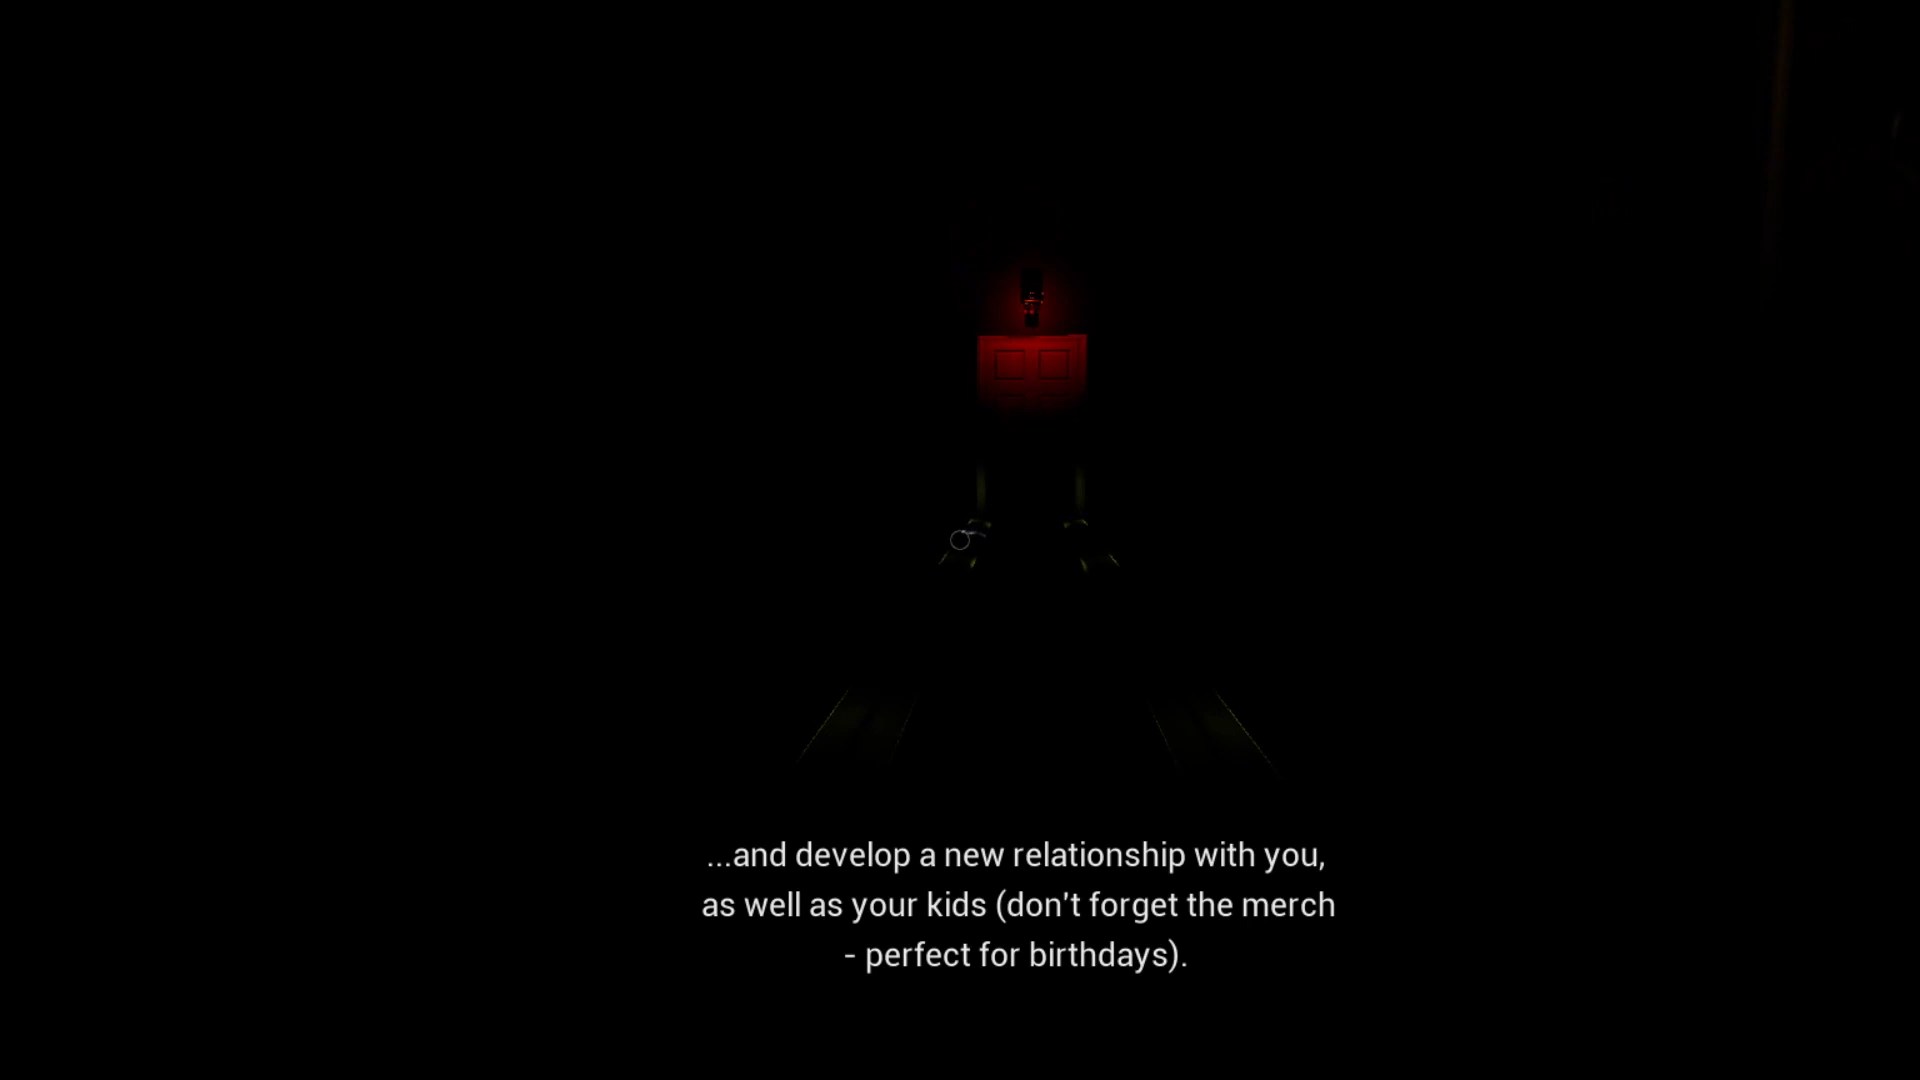 ...and develop a new relationship with you,
as well as your kids (don't forget the merch
- perfect for birthdays).